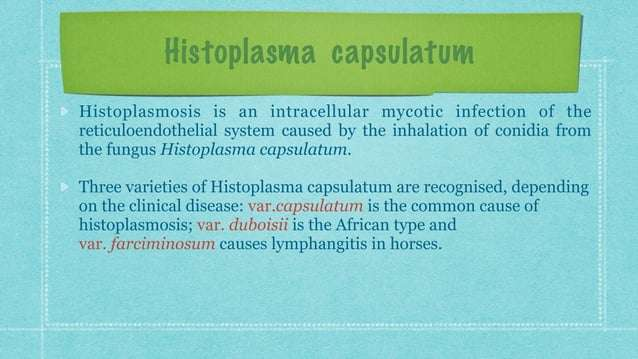 Histoplasma capsulatum
Histoplasmosis is an intracellular mycotic infection of the
reticuloendothelial system caused by the inhalation of conidia from
the fungus Histoplasma capsulatum.
Three varieties of Histoplasma capsulatum are recognised, depending
on the clinical disease: var.capsulatum is the common cause of
histoplasmosis; var. duboisii is the African type and
var. farciminosum causes lymphangitis in horses.